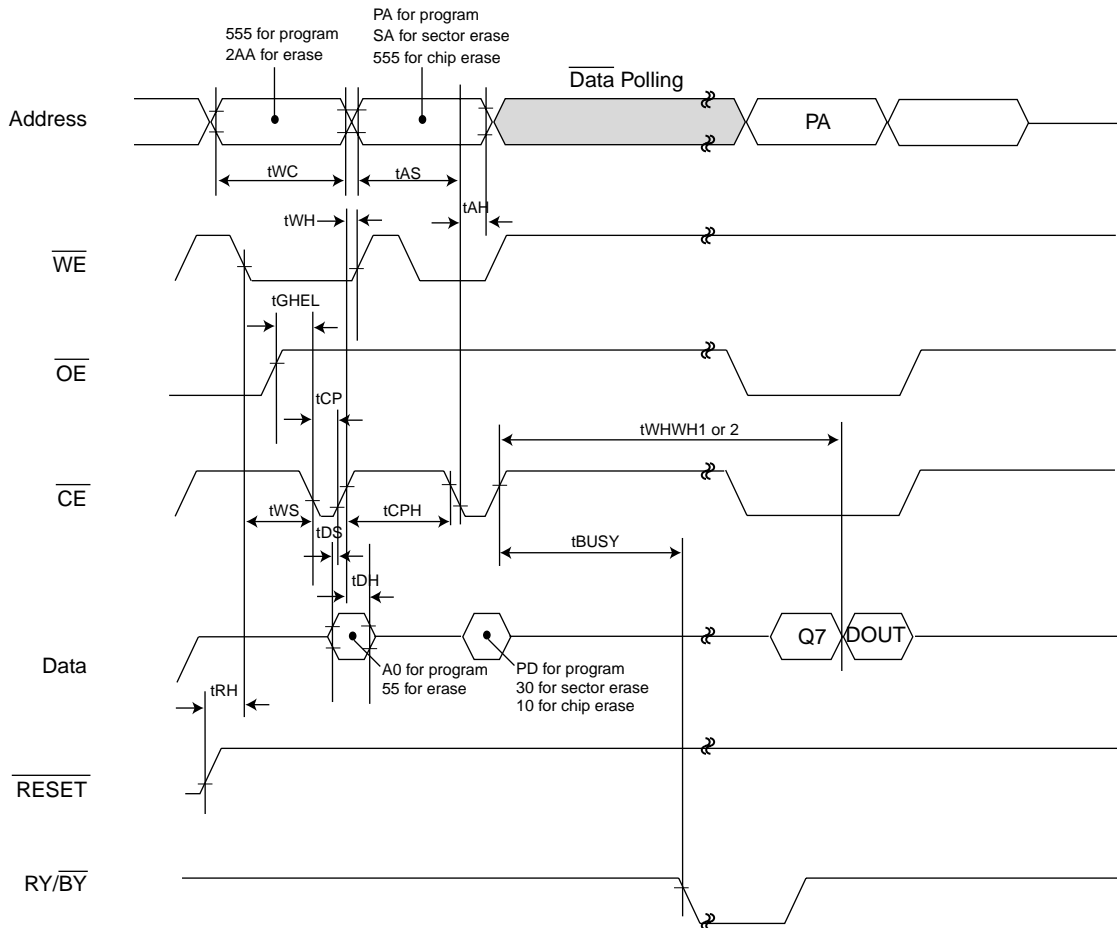 555 for program
2AA for erase
PA for program
SA for sector erase
555 for chip erase
Data Polling
Address
PA
tWC
tAS
tWH
tAH
WE
tGHEL
OE
tCP
tWHWH1 or 2
CE
tWS
tCPH
tDS
tBUSY
tDH
Q7
DOUT
Data
A0 for program
55 for erase
PD for program
30 for sector erase
10 for chip erase
tRH
RESET
RY/BY